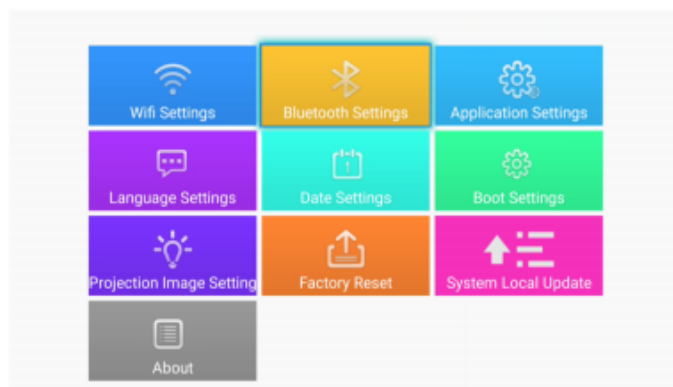 Wifi Settings
Bluetooth Settings
Application Settings
Language Settings
1
Date Settings
Boot Settings
Projection Image Setting
Factory Reset
System Local Update
About